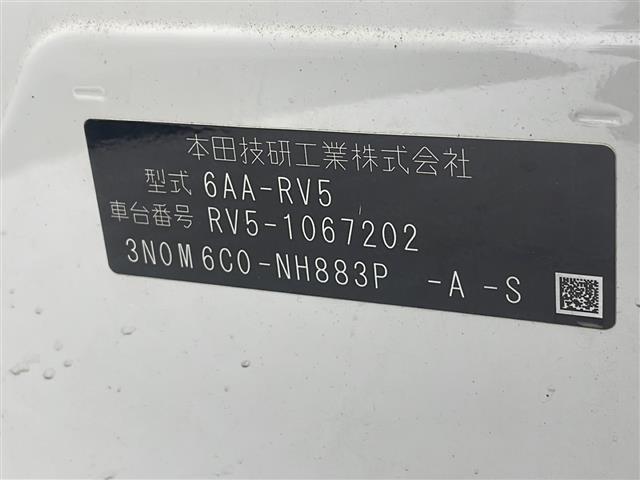 本田技研工業株式会社
型式 6AA-RV5
車台番号 RV5-1067202
3N0M6C0-NH883P -A -S